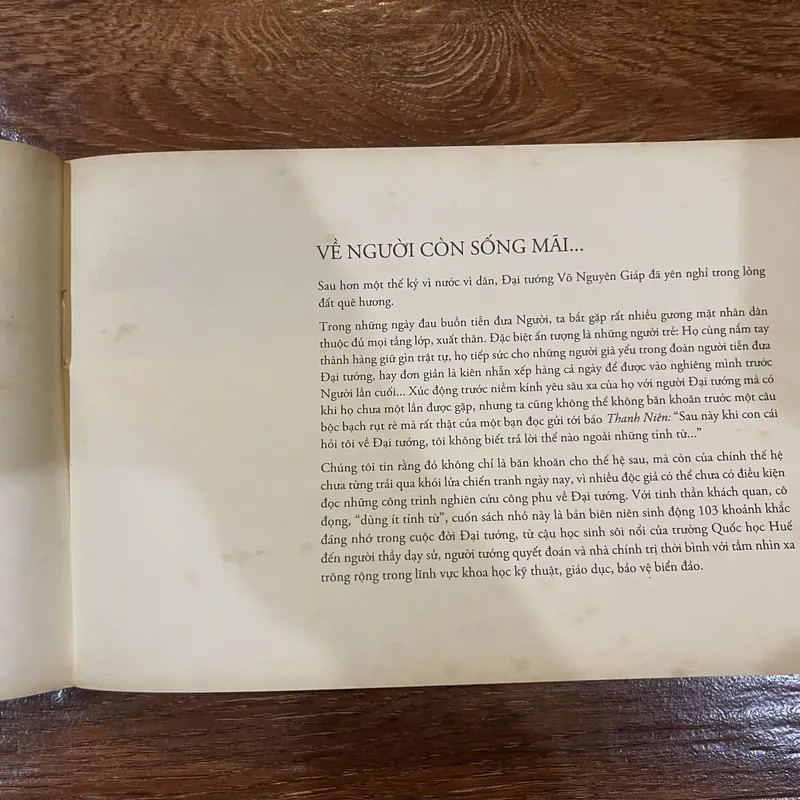 VỀ NGƯỜI CÒN SỐNG MÃI...
Sau hơn một thế kỷ vì nước vì dân, Đại tướng Võ Nguyên Giáp đã yên nghỉ trong lòng
đất quê hương.
Trong những ngày đau buồn tiễn đưa Người, ta bắt gặp rất nhiều gương mặt nhân dân
thuộc đủ mọi tầng lớp, xuất thân. Đặc biệt ấn tượng là những người trẻ: Họ cùng nắm tay
thành hàng giữ gìn trật tự, họ tiếp sức cho những người già yếu trong đoàn người tiễn đưa
Đại tướng, hay đơn giản là kiên nhẫn xếp hàng cả ngày để được vào nghiêng mình trước
Người lần cuối... Xúc động trước niềm kính yêu sâu xa của họ với người Đại tướng mà có
khi họ chưa một lần được gặp, nhưng ta cũng không thể không băn khoăn trước một câu
bộc bạch rụt rè mà rất thật của một bạn đọc gửi tới báo Thanh Niên: “Sau này khi con cái
hỏi tôi về Đại tướng, tôi không biết trả lời thế nào ngoài những tính từ...”
Chúng tôi tin rằng đó không chỉ là băn khoăn cho thế hệ sau, mà còn của chính thế hệ
chưa từng trải qua khói lửa chiến tranh ngày nay, vì nhiều độc giả có thể chưa có điều kiện
đọc những công trình nghiên cứu công phu về Đại tướng. Với tinh thần khách quan, cô
đọng, “dùng ít tính từ”, cuốn sách nhỏ này là bản biên niên sinh động 103 khoảnh khắc
đáng nhớ trong cuộc đời Đại tướng, từ cậu học sinh sôi nổi của trường Quốc học Huế
đến người thầy dạy sử, người tướng quyết đoán và nhà chính trị thời bình với tầm nhìn xa
trông rộng trong lĩnh vực khoa học kỹ thuật, giáo dục, bảo vệ biển đảo.